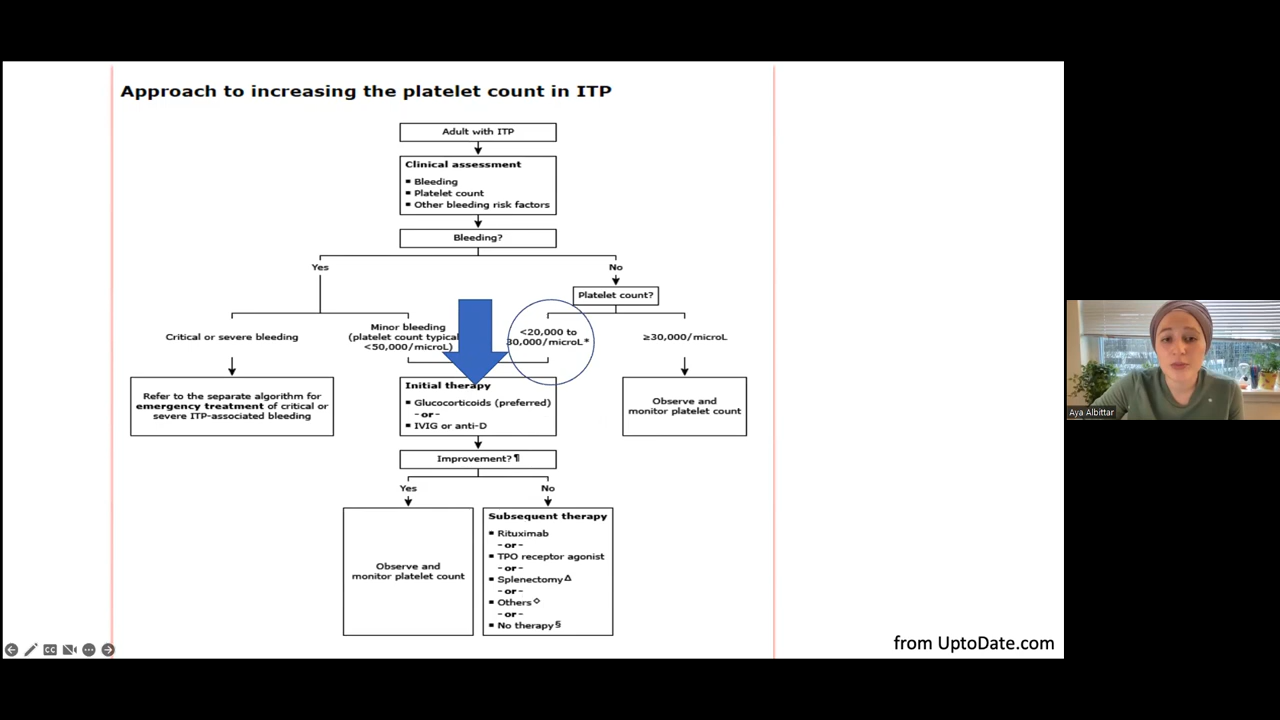 Approach to increasing the platelet count in ITP
Adult with ITP
Clinical assessment
▪ Bleeding
▪ Platelet count
▪ Other bleeding risk factors
Bleeding?
Yes
No
Platelet count?
Critical or severe bleeding
Minor bleeding
(platelet count typical
<50,000/microL)
<20,000 to
30,000/microL*
≥30,000/microL
Refer to the separate algorithm for
emergency treatment of critical or
severe ITP-associated bleeding
Initial therapy
▪ Glucocorticoids (preferred)
- or -
▪ IVIG or anti-D
Observe and
monitor platelet count
Improvement?¶
Yes
No
Observe and
monitor platelet count
Subsequent therapy
▪ Rituximab
- or -
▪ TPO receptor agonist
- or -
▪ SplenectomyΔ
- or -
▪ Others◇
- or -
▪ No therapy§
from UptoDate.com
CC
Aya Albittar